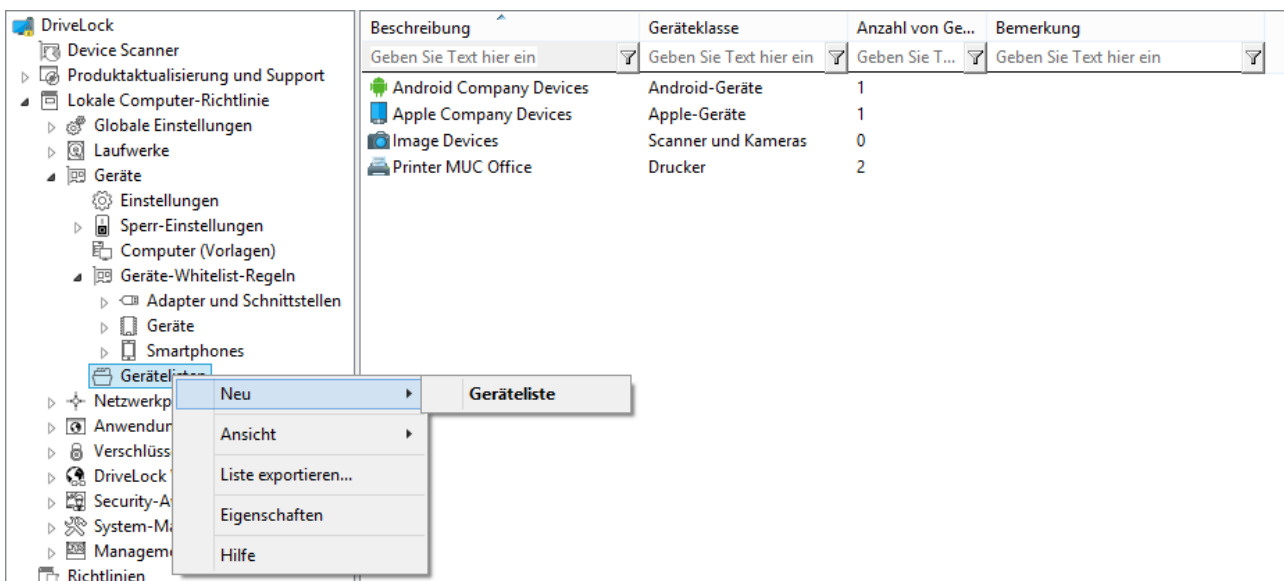 DriveLock
Device Scanner
Produktaktualisierung und Support
Lokale Computer-Richtlinie
Globale Einstellungen
Laufwerke
Geräte
Einstellungen
Sperr-Einstellungen
Computer (Vorlagen)
Geräte-Whitelist-Regeln
Adapter und Schnittstellen
Geräte
Smartphones
Gerätelisten
Netzwerkp
Anwendun
Verschlüss
DriveLock
Security-A
System-Ma
Manageme
Richtlinien
Neu
Ansicht
Liste exportieren...
Eigenschaften
Hilfe
Geräteliste
Beschreibung Geräteklasse Anzahl von Ge... Bemerkung
Geben Sie Text hier ein Geben Sie Text hier ein Geben Sie T... Geben Sie Text hier ein
Android Company Devices Android-Geräte 1
Apple Company Devices Apple-Geräte 1
Image Devices Scanner und Kameras 0
Printer MUC Office Drucker 2